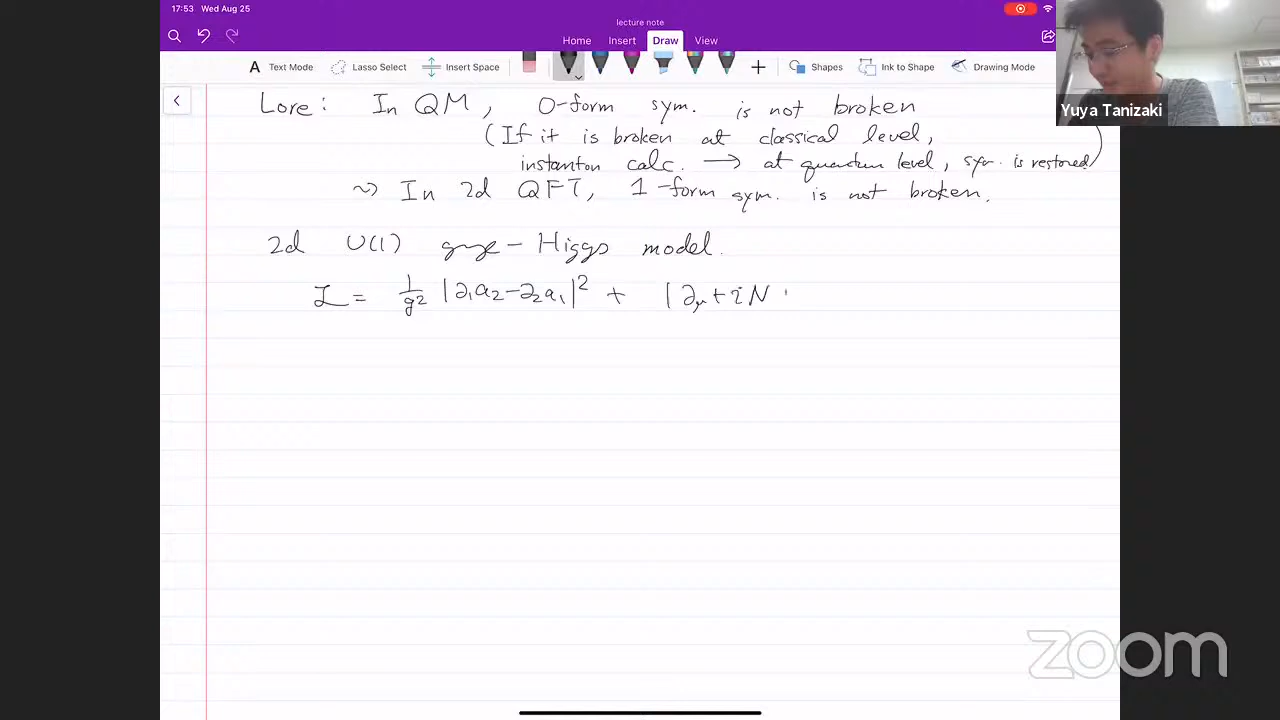 17:53 Wed Aug 25
lecture note
Home Insert Draw View
A Text Mode Lasso Select Insert Space Shapes Ink to Shape Drawing Mode
Yuya Tanizaki
Lore: In QM, 0-form sym. is not broken
(If it is broken at classical level,
instanton calc. → at quantum level, sym. is restored)
⇝ In 2d QFT, 1-form sym. is not broken.
2d U(1) gauge-Higgs model.
ℒ = 1/g² |∂₁a₂-∂₂a₁|² + |∂μ+iN
zoom